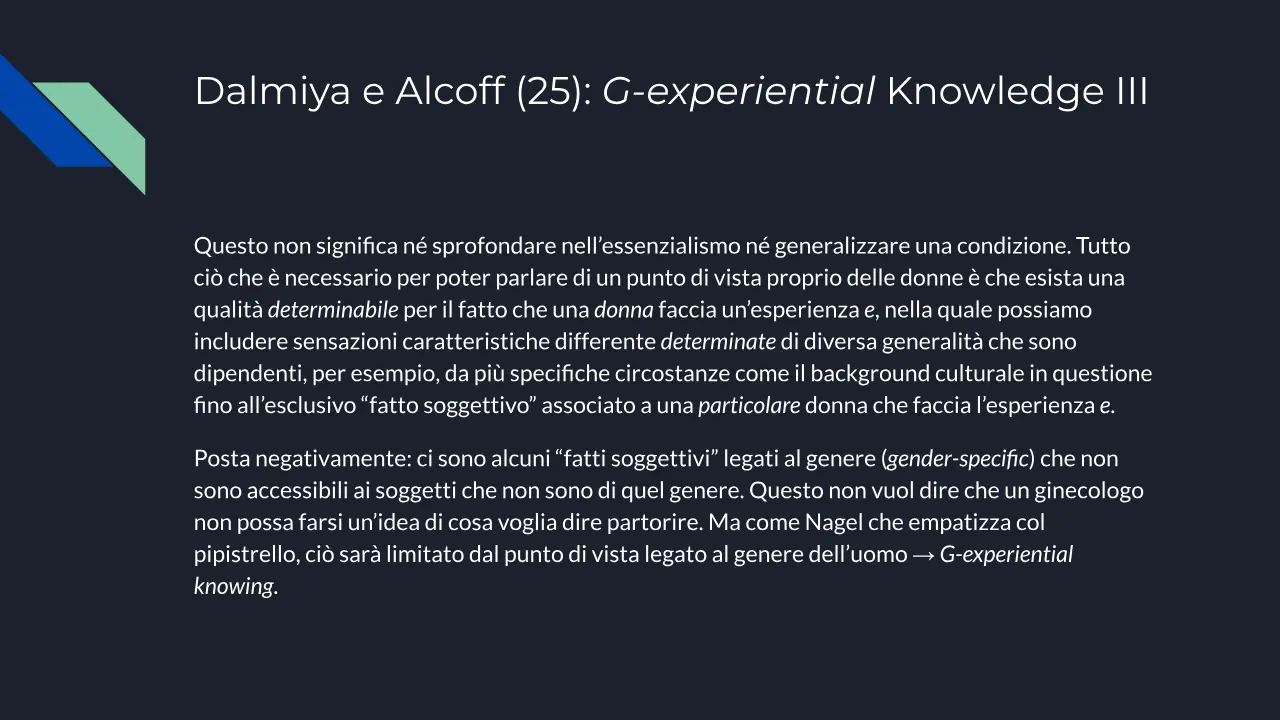 Dalmiya e Alcoff (25): G-experiential Knowledge III
Questo non significa né sprofondare nell’essenzialismo né generalizzare una condizione. Tutto
ciò che è necessario per poter parlare di un punto di vista proprio delle donne è che esista una
qualità determinabile per il fatto che una donna faccia un’esperienza e, nella quale possiamo
includere sensazioni caratteristiche differente determinate di diversa generalità che sono
dipendenti, per esempio, da più specifiche circostanze come il background culturale in questione
fino all’esclusivo “fatto soggettivo” associato a una particolare donna che faccia l’esperienza e.
Posta negativamente: ci sono alcuni “fatti soggettivi” legati al genere (gender-specific) che non
sono accessibili ai soggetti che non sono di quel genere. Questo non vuol dire che un ginecologo
non possa farsi un’idea di cosa voglia dire partorire. Ma come Nagel che empatizza col
pipistrello, ciò sarà limitato dal punto di vista legato al genere dell’uomo → G-experiential
knowing.